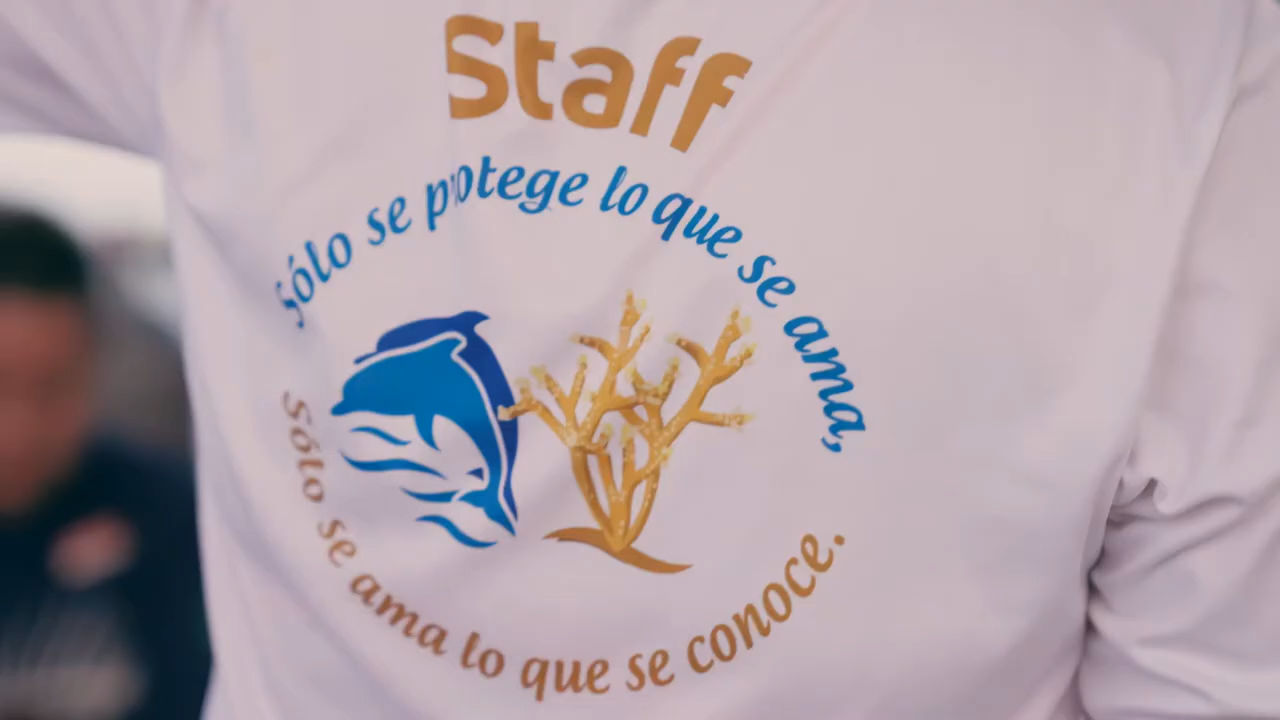 Staff
Sólo se protege lo que se ama,
Sólo se ama lo que se conoce.